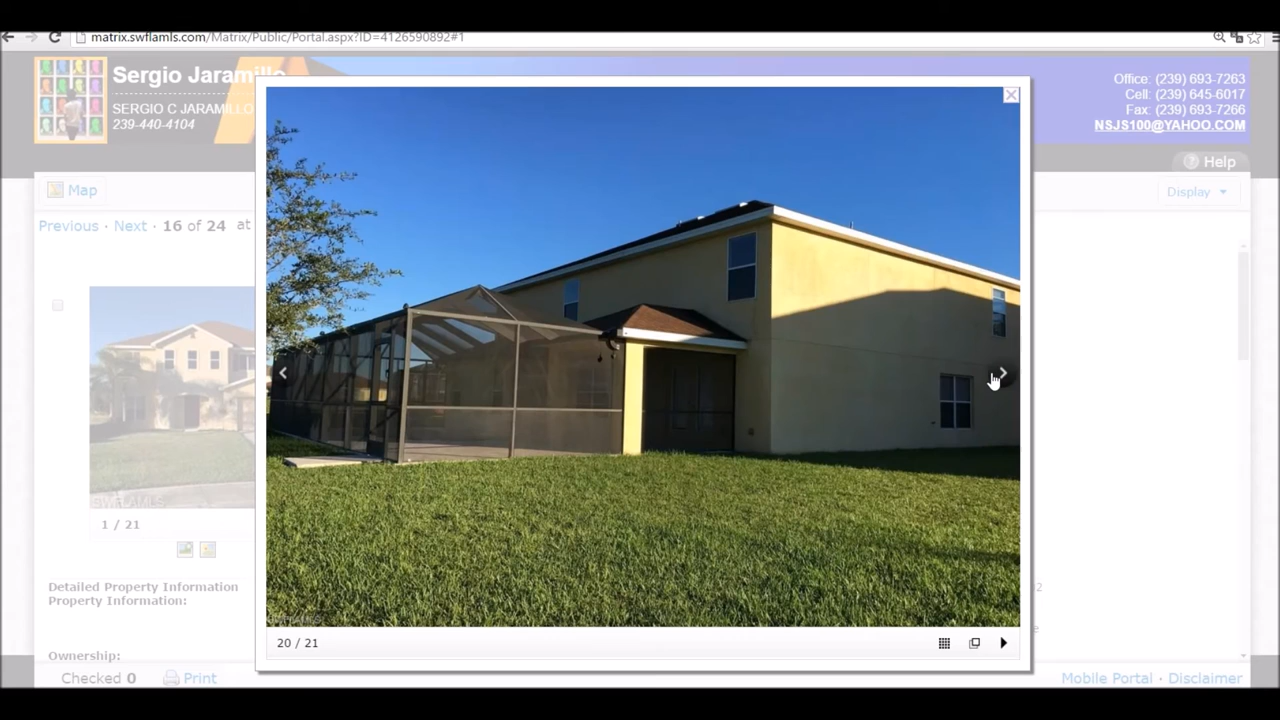 matrix.swflamls.com/Matrix/Public/Portal.aspx?ID=4126590892#1
Sergio Jaramillo
SERGIO C JARAMILLO
239-440-4104
Office: (239) 693-7263
Cell: (239) 645-6017
Fax: (239) 693-7266
NSJS100@YAHOO.COM
? Help
Map
Display
Previous · Next · 16 of 24 at
SWFLAMLS
1 / 21
Detailed Property Information
Property Information:
Ownership:
20 / 21
Checked 0
Print
Mobile Portal · Disclaimer